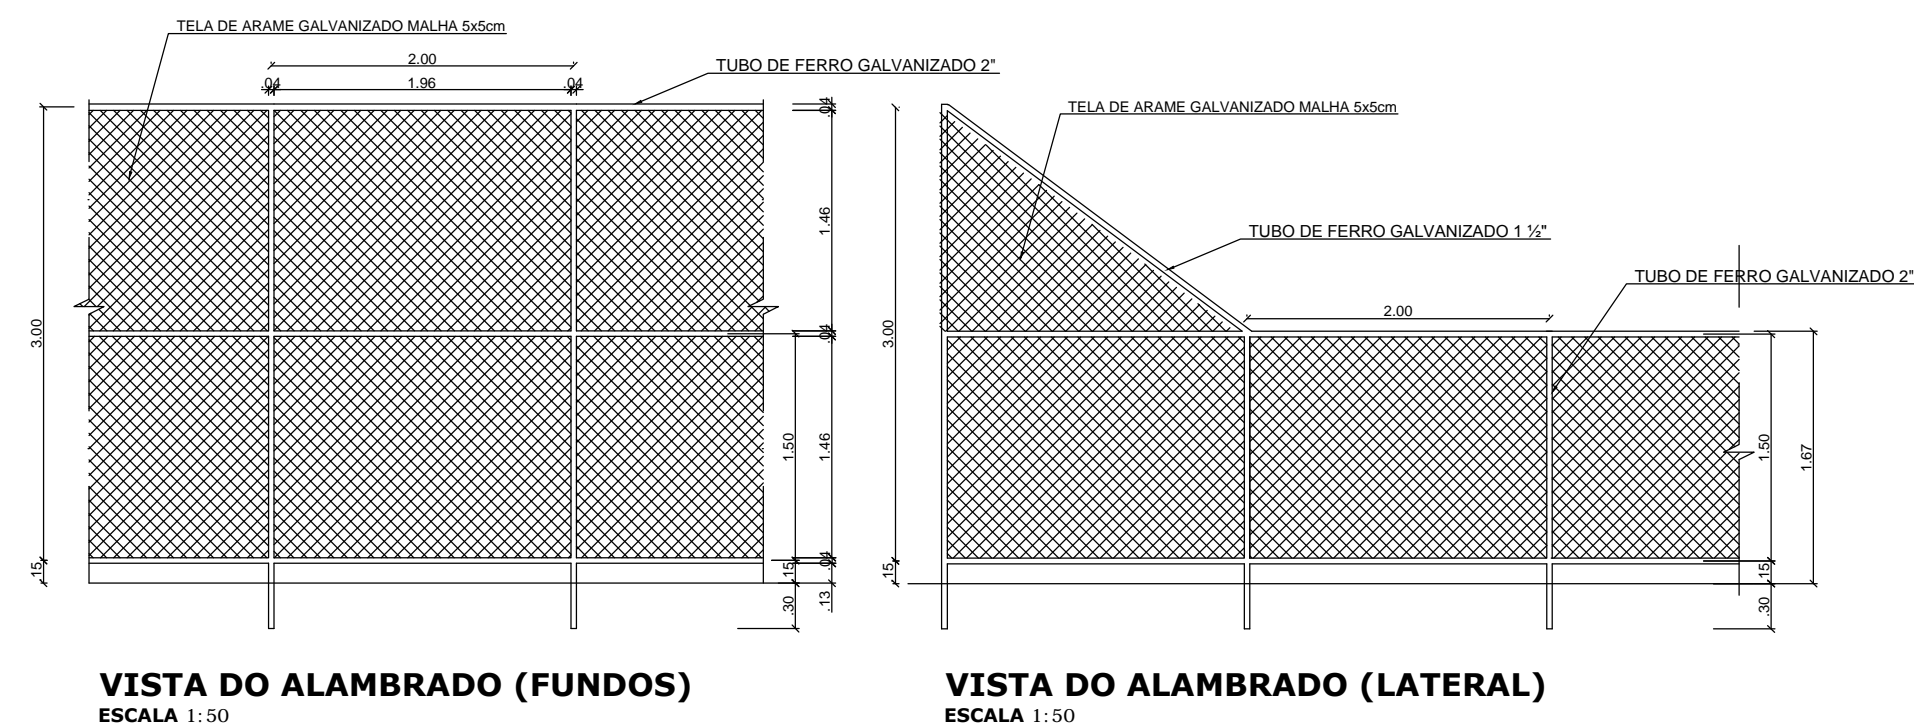 TELA DE ARAME GALVANIZADO MALHA 5x5cm
2.00
TUBO DE FERRO GALVANIZADO 2"
.04
1.96
.04
.04
1.46
.04
3.00
1.50
1.46
.04
.15
.15
.30
.13
VISTA DO ALAMBRADO (FUNDOS)
ESCALA 1:50
TELA DE ARAME GALVANIZADO MALHA 5x5cm
TUBO DE FERRO GALVANIZADO 1 ½"
TUBO DE FERRO GALVANIZADO 2"
2.00
3.00
1.50
1.67
.15
.15
.30
VISTA DO ALAMBRADO (LATERAL)
ESCALA 1:50